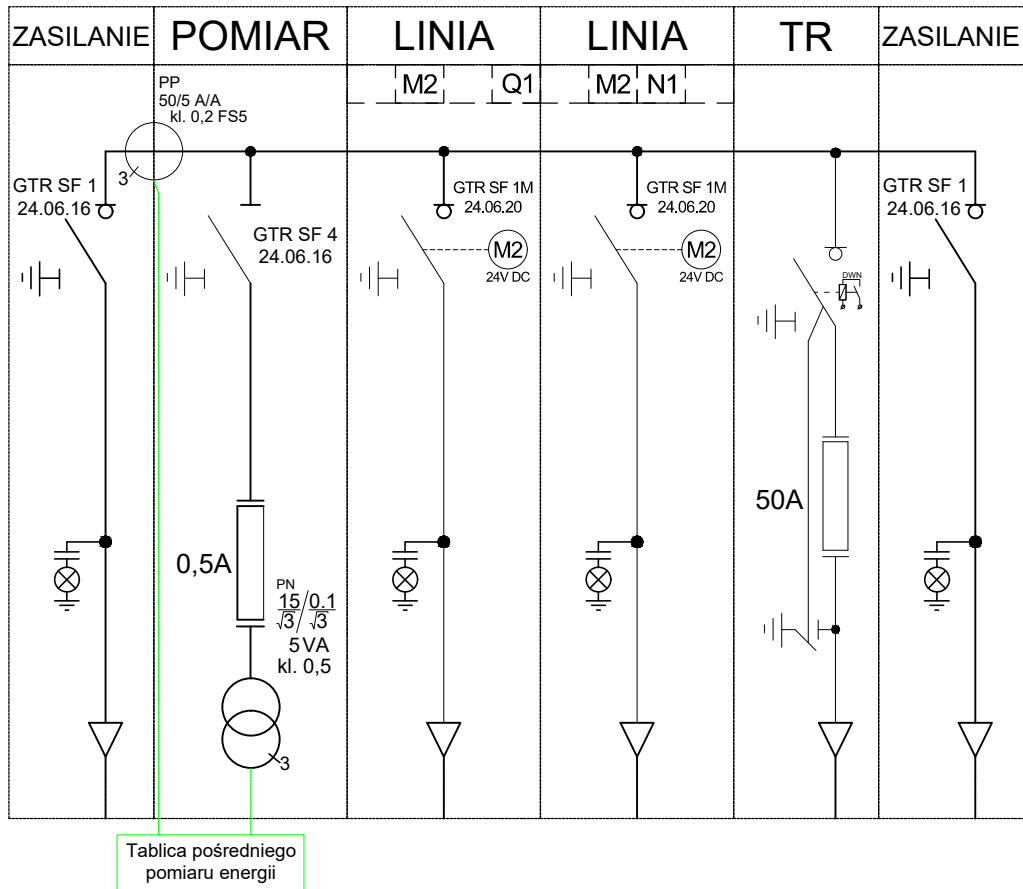 ZASILANIE
POMIAR
LINIA
LINIA
TR
ZASILANIE
M2
Q1
M2
N1
PP
50/5 A/A
kl. 0,2 FS5
3
GTR SF 1
24.06.16
GTR SF 4
24.06.16
GTR SF 1M
24.06.20
M2
24V DC
GTR SF 1M
24.06.20
M2
24V DC
DWN
GTR SF 1
24.06.16
0,5A
PN
15/0.1
√3 √3
5 VA
kl. 0,5
3
50A
Tablica pośredniego
pomiaru energii